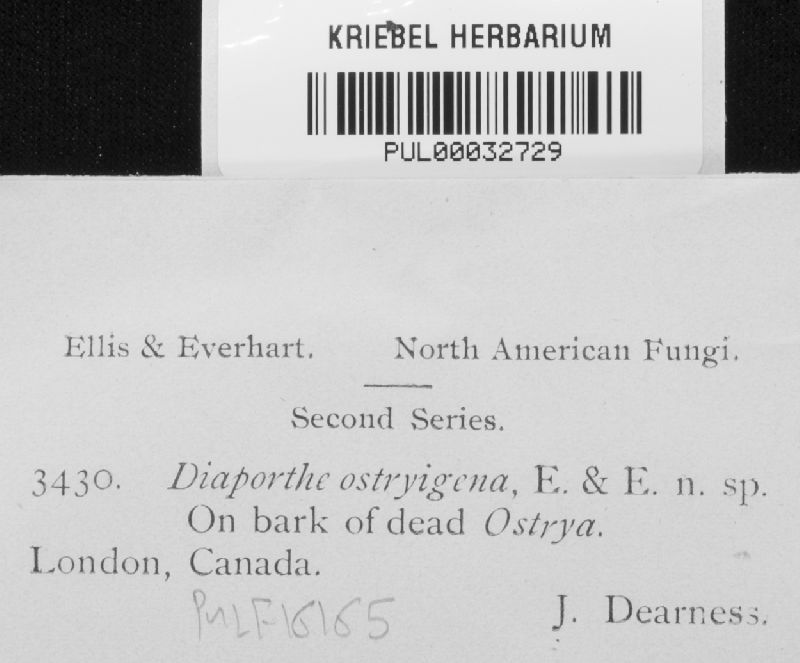 KRIEBEL HERBARIUM
PUL00032729
Ellis & Everhart. North American Fungi.
Second Series.
3430. Diaporthe ostryigena, E. & E. n. sp.
On bark of dead Ostrya.
London, Canada.
PULF16165
J. Dearness.